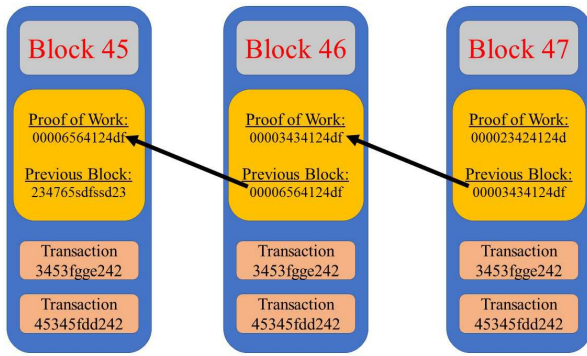 Block 45
Proof of Work:
00006564124df
Previous Block:
234765sdfssd23
Transaction
3453fgge242
Transaction
45345fdd242
Block 46
Proof of Work:
00003434124df
Previous Block:
00006564124df
Transaction
3453fgge242
Transaction
45345fdd242
Block 47
Proof of Work:
000023424124d
Previous Block:
00003434124df
Transaction
3453fgge242
Transaction
45345fdd242